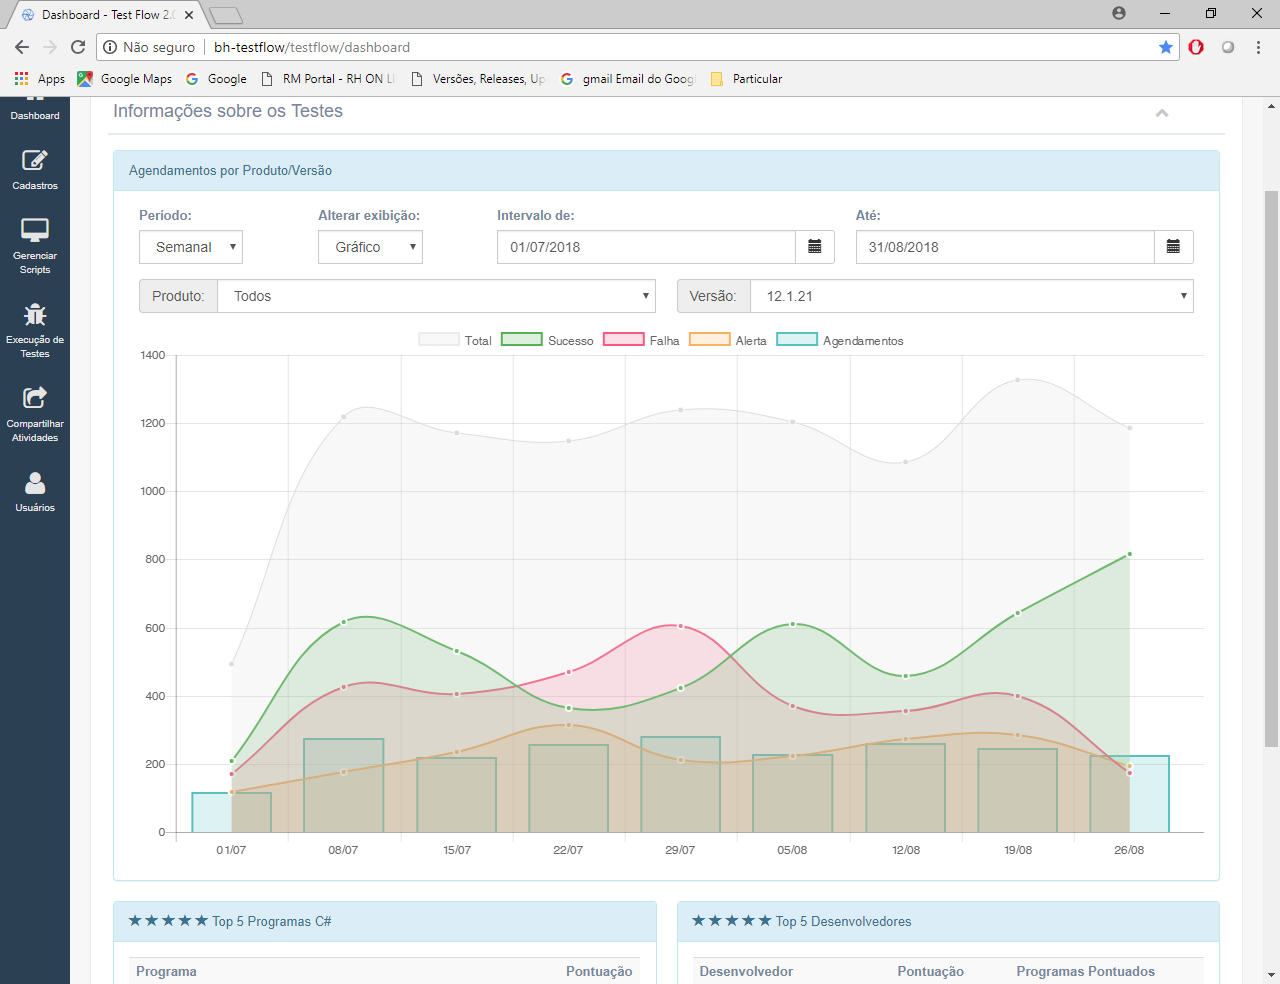 Dashboard - Test Flow 2.
Não seguro bh-testflow/testflow/dashboard
Apps Google Maps Google RM Portal - RH ON LI Versões, Releases, Up gmail Email do Goog Particular
Informações sobre os Testes
Dashboard
Cadastros
Gerenciar
Scripts
Execução de
Testes
Compartilhar
Atividades
Usuários
Agendamentos por Produto/Versão
Período: Alterar exibição: Intervalo de: Até:
Semanal Gráfico 01/07/2018 31/08/2018
Produto: Todos Versão: 12.1.21
Total Sucesso Falha Alerta Agendamentos
1400
1200
1000
800
600
400
200
0
01/07 08/07 15/07 22/07 29/07 05/08 12/08 19/08 26/08
★★★★★ Top 5 Programas C# ★★★★★ Top 5 Desenvolvedores
Programa Pontuação Desenvolvedor Pontuação Programas Pontuados